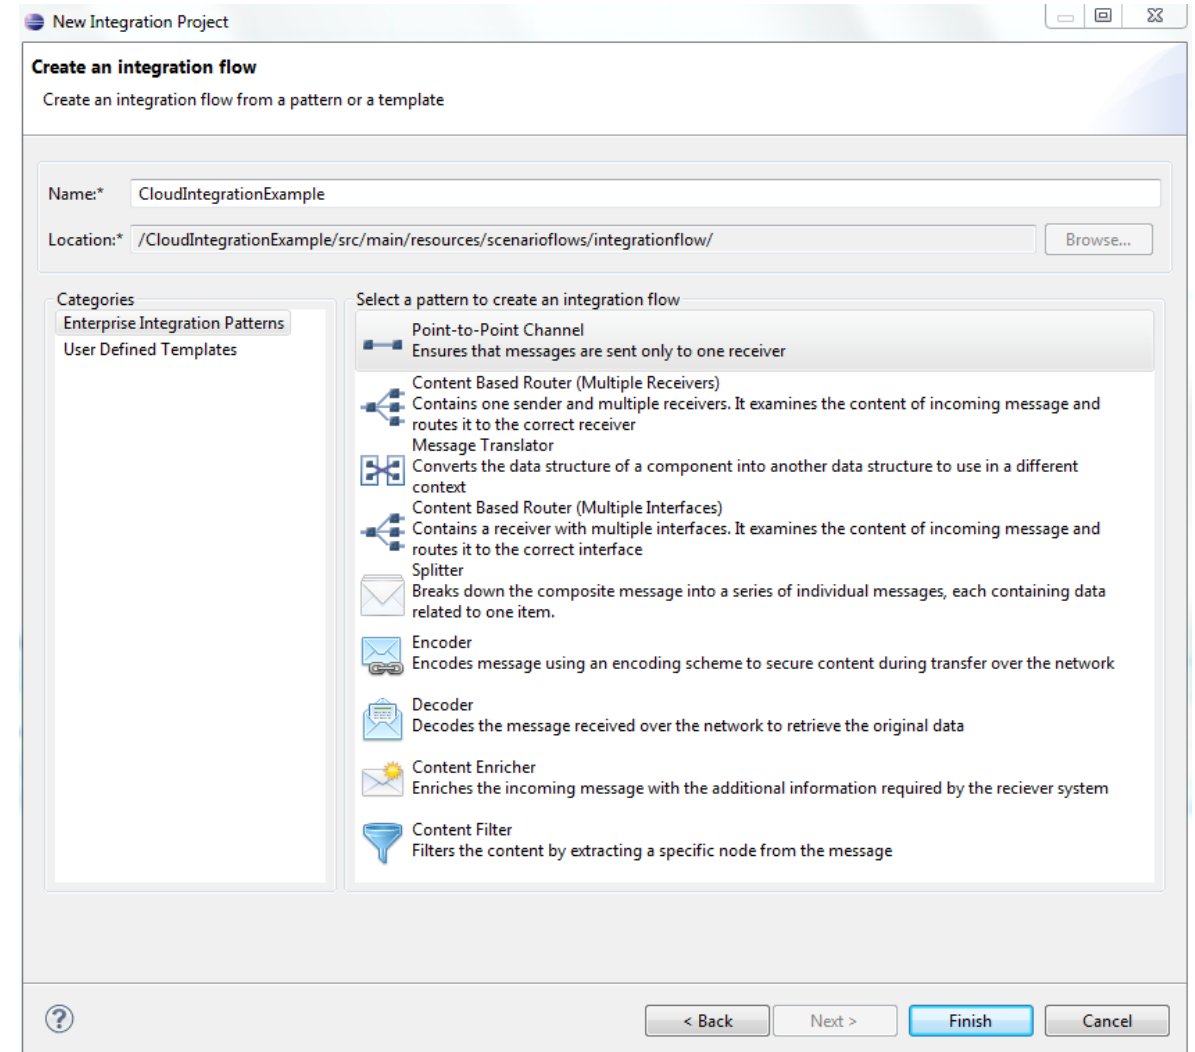 New Integration Project
Create an integration flow
Create an integration flow from a pattern or a template
Name:* CloudIntegrationExample
Location:* /CloudIntegrationExample/src/main/resources/scenarioflows/integrationflow/ Browse...
Categories
Enterprise Integration Patterns
User Defined Templates
Select a pattern to create an integration flow
Point-to-Point Channel
Ensures that messages are sent only to one receiver
Content Based Router (Multiple Receivers)
Contains one sender and multiple receivers. It examines the content of incoming message and
routes it to the correct receiver
Message Translator
Converts the data structure of a component into another data structure to use in a different
context
Content Based Router (Multiple Interfaces)
Contains a receiver with multiple interfaces. It examines the content of incoming message and
routes it to the correct interface
Splitter
Breaks down the composite message into a series of individual messages, each containing data
related to one item.
Encoder
Encodes message using an encoding scheme to secure content during transfer over the network
Decoder
Decodes the message received over the network to retrieve the original data
Content Enricher
Enriches the incoming message with the additional information required by the reciever system
Content Filter
Filters the content by extracting a specific node from the message
? < Back Next > Finish Cancel